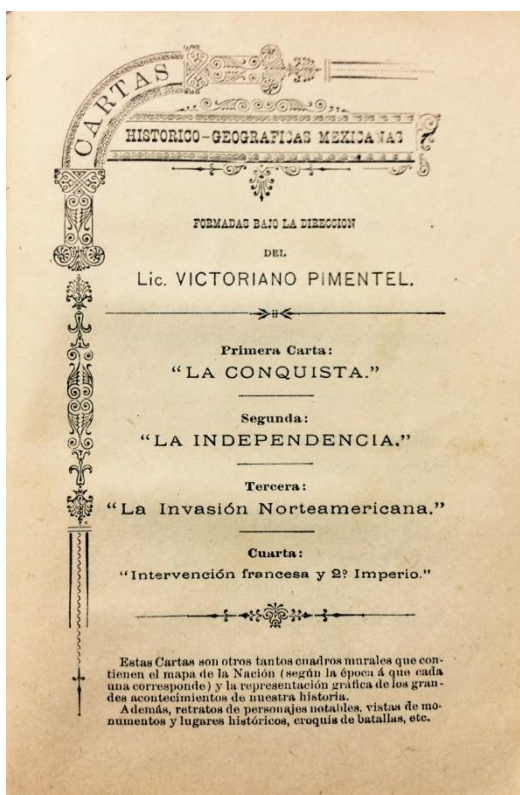 CARTAS
HISTORICO-GEOGRAFICAS MEXICANAS
FORMADAS BAJO LA DIRECCION
DEL
Lic. VICTORIANO PIMENTEL.
Primera Carta:
“LA CONQUISTA.”
Segunda:
“LA INDEPENDENCIA.”
Tercera:
“La Invasión Norteamericana.”
Cuarta:
“Intervención francesa y 2º Imperio.”
Estas Cartas son otros tantos cuadros murales que con-
tienen el mapa de la Nación (según la época á que cada
una corresponde) y la representación gráfica de los gran-
des acontecimientos de nuestra historia.
Además, retratos de personajes notables, vistas de mo-
numentos y lugares históricos, croquis de batallas, etc.